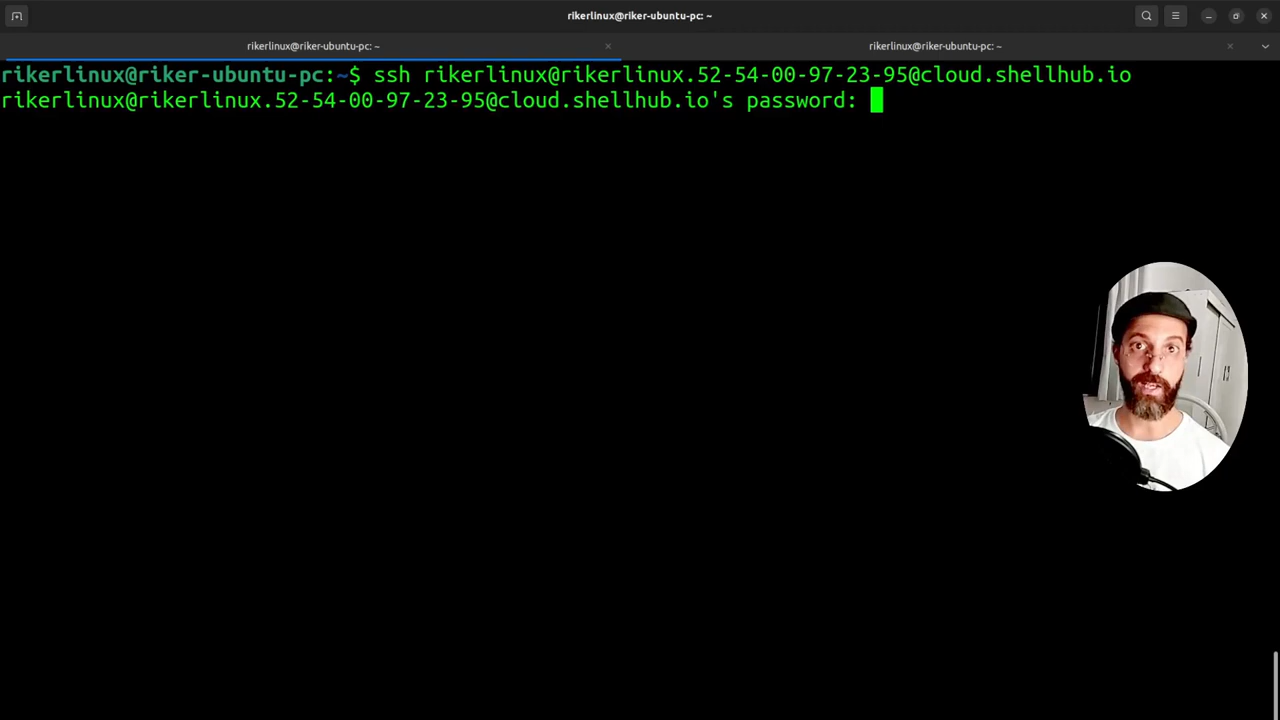 rikerlinux@riker-ubuntu-pc: ~
rikerlinux@riker-ubuntu-pc: ~
rikerlinux@riker-ubuntu-pc: ~
rikerlinux@riker-ubuntu-pc:~$ ssh rikerlinux@rikerlinux.52-54-00-97-23-95@cloud.shellhub.io
rikerlinux@rikerlinux.52-54-00-97-23-95@cloud.shellhub.io's password: